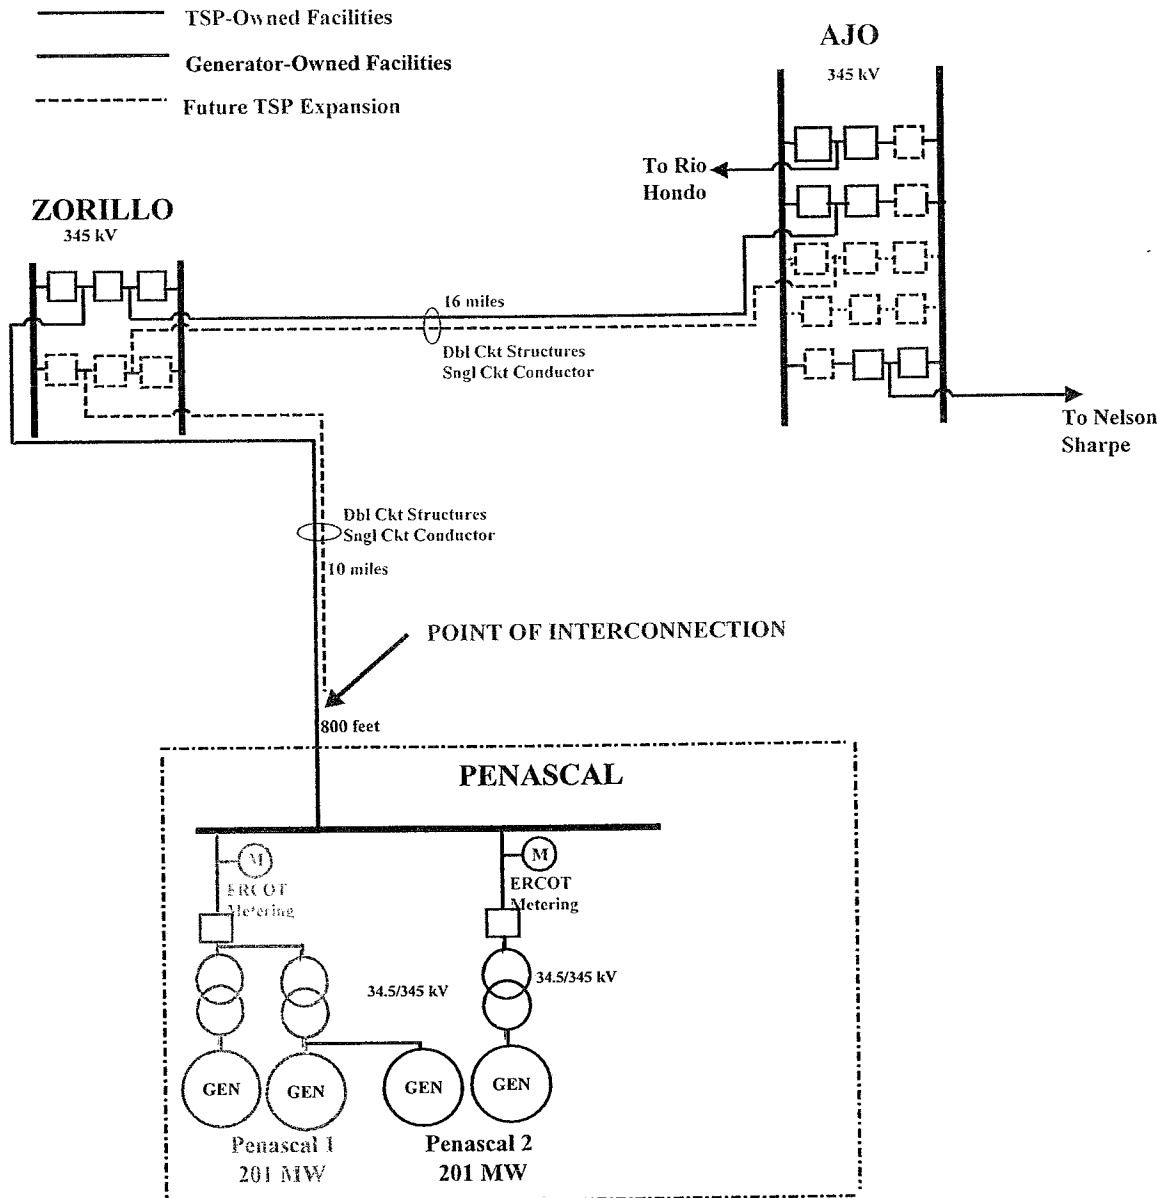 TSP-Owned Facilities
Generator-Owned Facilities
Future TSP Expansion
AJO
345 kV
To Rio
Hondo
ZORILLO
345 kV
16 miles
Dbl Ckt Structures
Sngl Ckt Conductor
To Nelson
Sharpe
Dbl Ckt Structures
Sngl Ckt Conductor
10 miles
POINT OF INTERCONNECTION
800 feet
PENASCAL
M
ERCOT
Metering
M
ERCOT
Metering
34.5/345 kV
34.5/345 kV
GEN
GEN
GEN
GEN
Penascal 1
201 MW
Penascal 2
201 MW